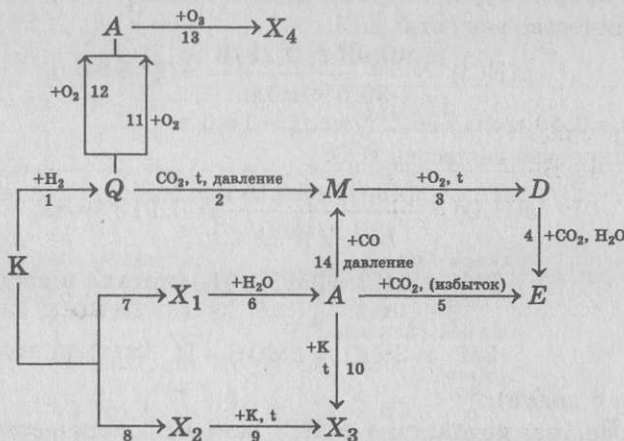 A +O₃ 13 X₄
+O₂ 12
11 +O₂
+H₂ 1 Q CO₂, t, давление 2 M +O₂, t 3 D
K
+CO 14 давление
4 +CO₂, H₂O
7 X₁ +H₂O 6 A +CO₂, (избыток) 5 E
+K t 10
8 X₂ +K, t 9 X₃